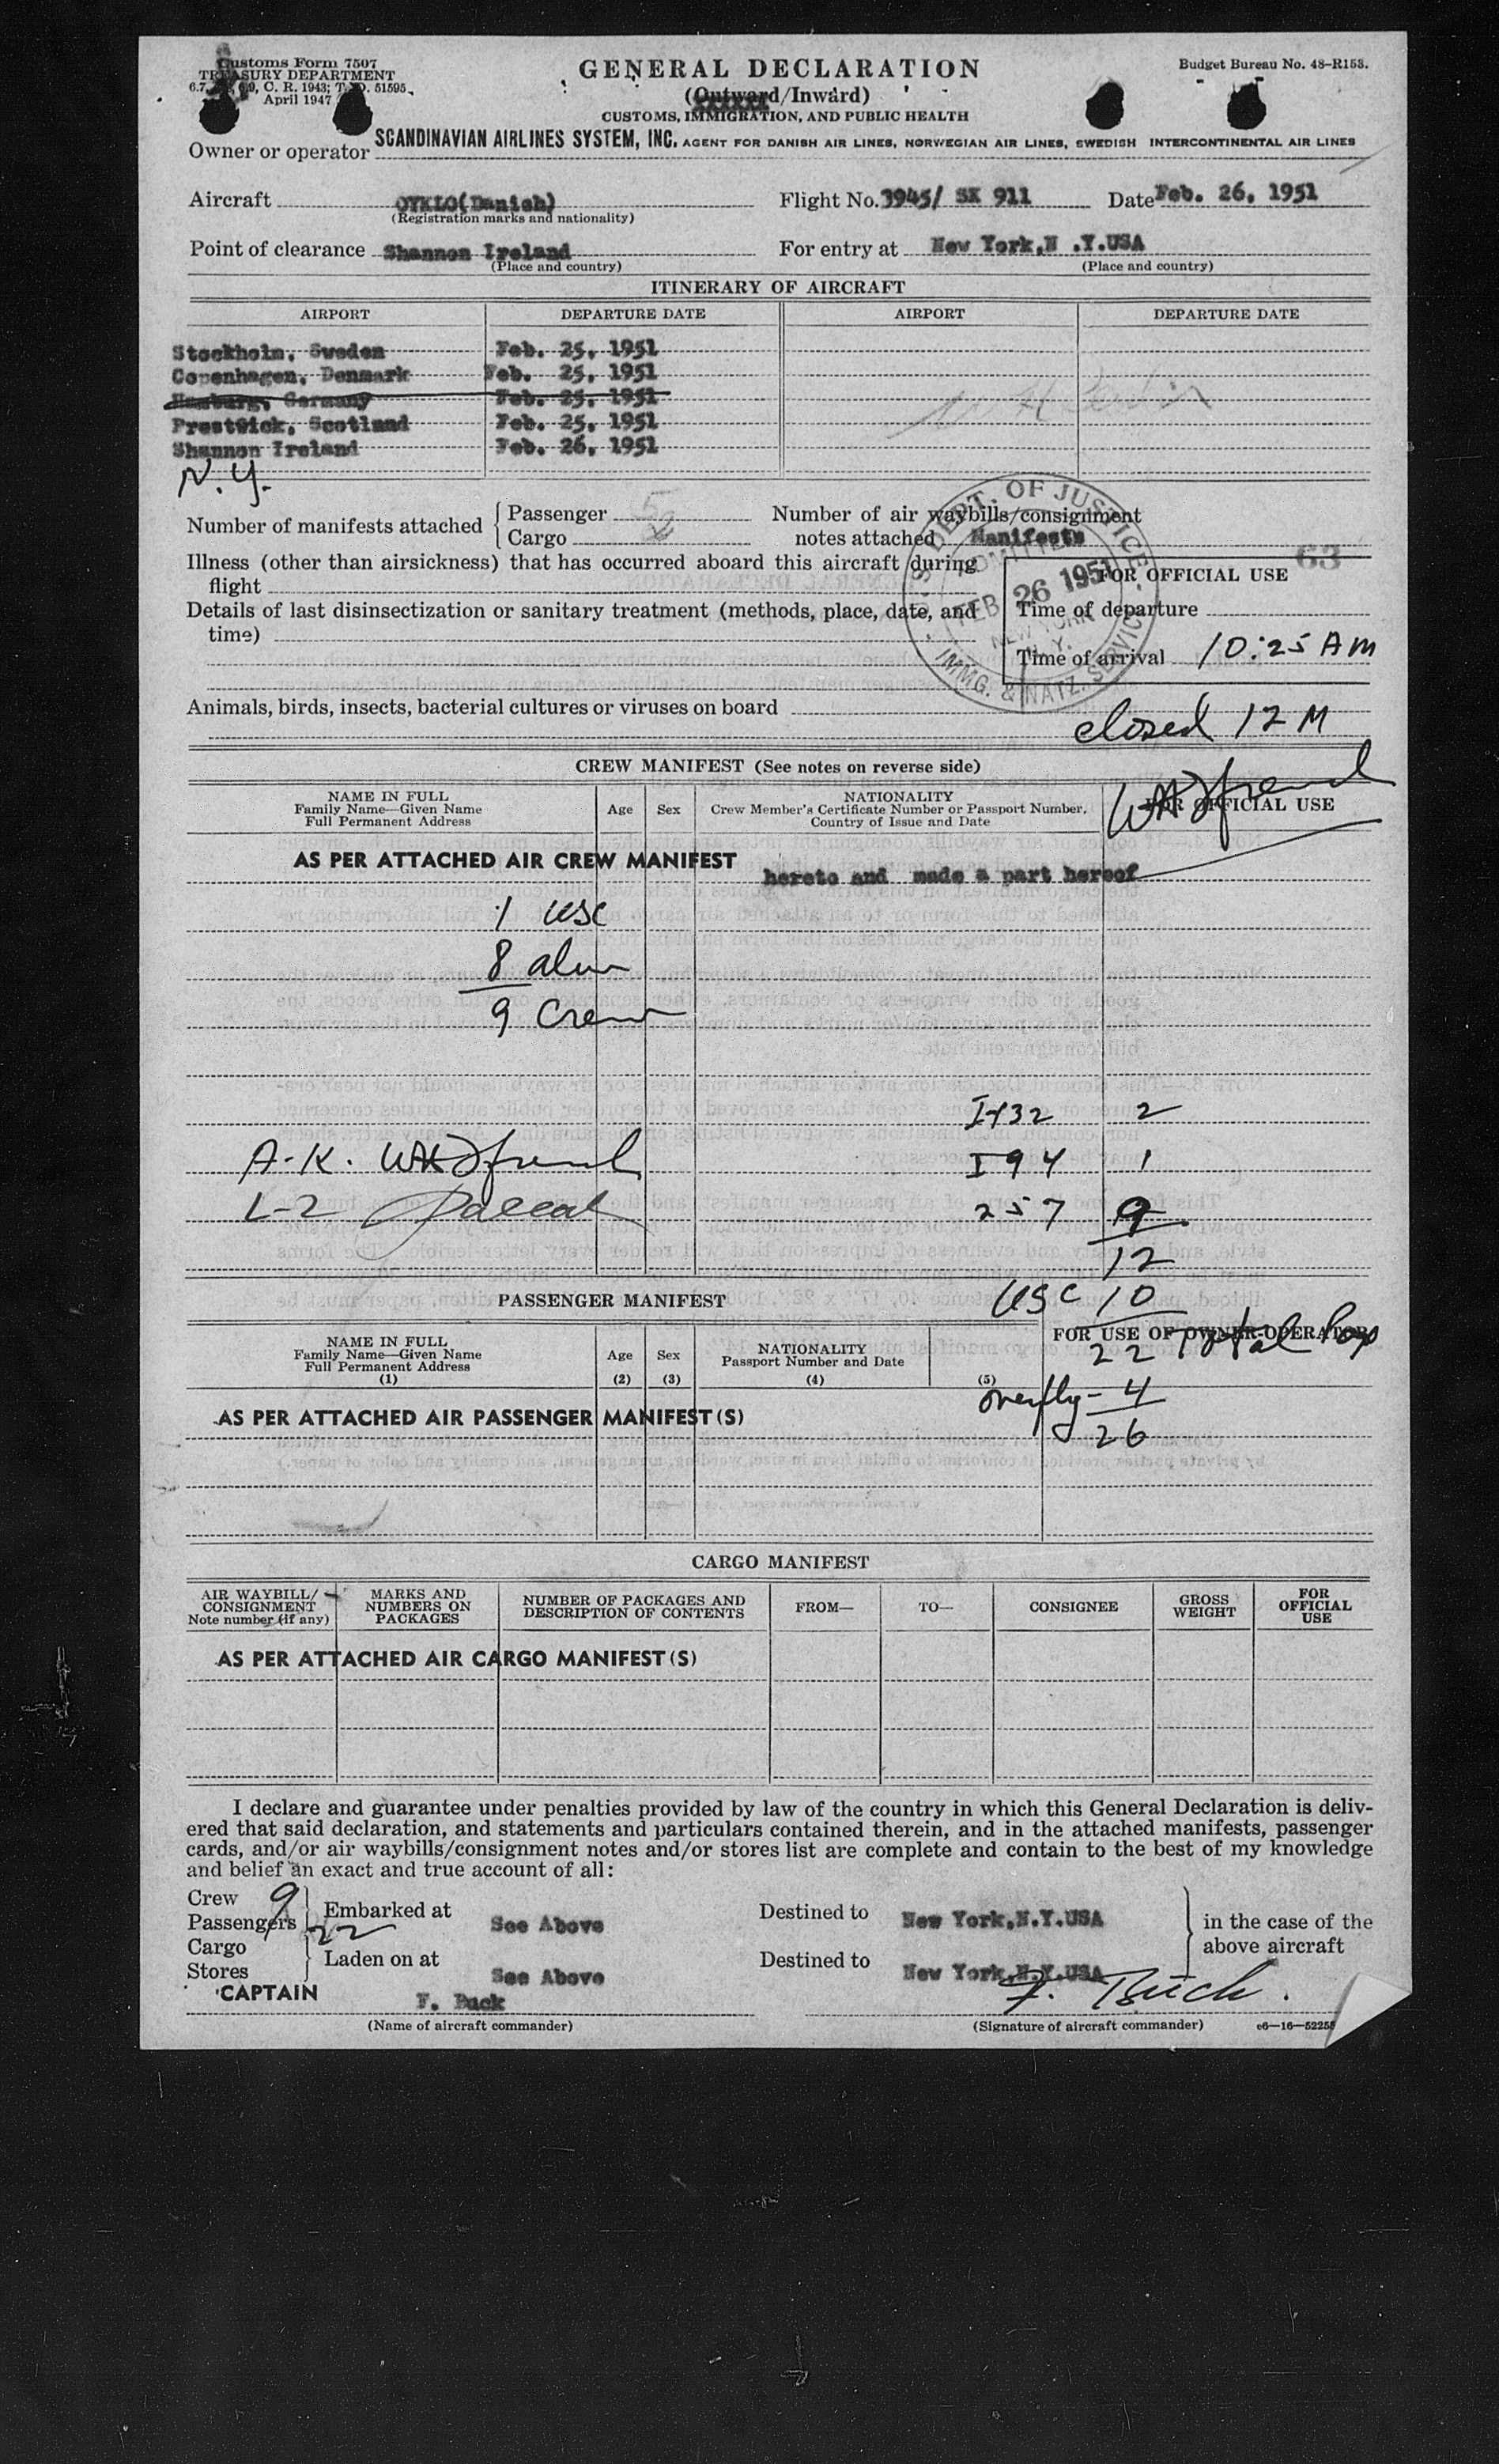 Customs Form 7507
TREASURY DEPARTMENT
C. R. 1943; T. D. 51595
April 1947
GENERAL DECLARATION
(Outward/Inward)
CUSTOMS, IMMIGRATION, AND PUBLIC HEALTH
Budget Bureau No. 48-R153.
Owner or operator SCANDINAVIAN AIRLINES SYSTEM, INC. AGENT FOR DANISH AIR LINES, NORWEGIAN AIR LINES, SWEDISH INTERCONTINENTAL AIR LINES
Aircraft OYKLO(Danish) Flight No. 3945/ SK 911 Date Feb. 26, 1951
(Registration marks and nationality)
Point of clearance Shannon Ireland For entry at New York,N .Y.USA
(Place and country) (Place and country)
ITINERARY OF AIRCRAFT
AIRPORT DEPARTURE DATE AIRPORT DEPARTURE DATE
Stockholm, Sweden Feb. 25, 1951
Copenhagen, Denmark Feb. 25, 1951
Hamburg, Germany Feb. 25, 1951
Prestwick, Scotland Feb. 25, 1951
Shannon Ireland Feb. 26, 1951
N.Y.
Number of manifests attached { Passenger
Cargo
Number of air waybills/consignment
notes attached Manifests
63
U.S. DEPT. OF JUSTICE
ADMITTED
FEB 26 1951
NEW YORK
N. Y.
IMMG. & NATZ. SERVICE
Illness (other than airsickness) that has occurred aboard this aircraft during
flight
Details of last disinsectization or sanitary treatment (methods, place, date, and
time)
FOR OFFICIAL USE
Time of departure
Time of arrival 10:25 AM
Animals, birds, insects, bacterial cultures or viruses on board
closed 12 M
CREW MANIFEST (See notes on reverse side)
NAME IN FULL
Family Name—Given Name
Full Permanent Address
Age
Sex
NATIONALITY
Crew Member's Certificate Number or Passport Number,
Country of Issue and Date
FOR OFFICIAL USE
AS PER ATTACHED AIR CREW MANIFEST hereto and made a part hereof
1 USC
8 alien
9 Crew
I-432 2
A-K. I 94 1
L-2 257 9
12
USC 10
PASSENGER MANIFEST
NAME IN FULL
Family Name—Given Name
Full Permanent Address
(1)
Age
(2)
Sex
(3)
NATIONALITY
Passport Number and Date
(4)
(5)
FOR USE OF OWNER-OPERATOR
22 Total Pax
overfly - 4
26
AS PER ATTACHED AIR PASSENGER MANIFEST(S)
CARGO MANIFEST
AIR WAYBILL/
CONSIGNMENT
Note number (if any)
MARKS AND
NUMBERS ON
PACKAGES
NUMBER OF PACKAGES AND
DESCRIPTION OF CONTENTS
FROM—
TO—
CONSIGNEE
GROSS
WEIGHT
FOR
OFFICIAL
USE
AS PER ATTACHED AIR CARGO MANIFEST(S)
I declare and guarantee under penalties provided by law of the country in which this General Declaration is deliv-
ered that said declaration, and statements and particulars contained therein, and in the attached manifests, passenger
cards, and/or air waybills/consignment notes and/or stores list are complete and contain to the best of my knowledge
and belief an exact and true account of all:
Crew 9
Passengers 22
Embarked at See Above Destined to New York,N.Y.USA
Cargo
Stores
Laden on at See Above Destined to New York,N.Y.USA
in the case of the
above aircraft
CAPTAIN F. Buck F. Buck.
(Name of aircraft commander) (Signature of aircraft commander) c6—16—52258